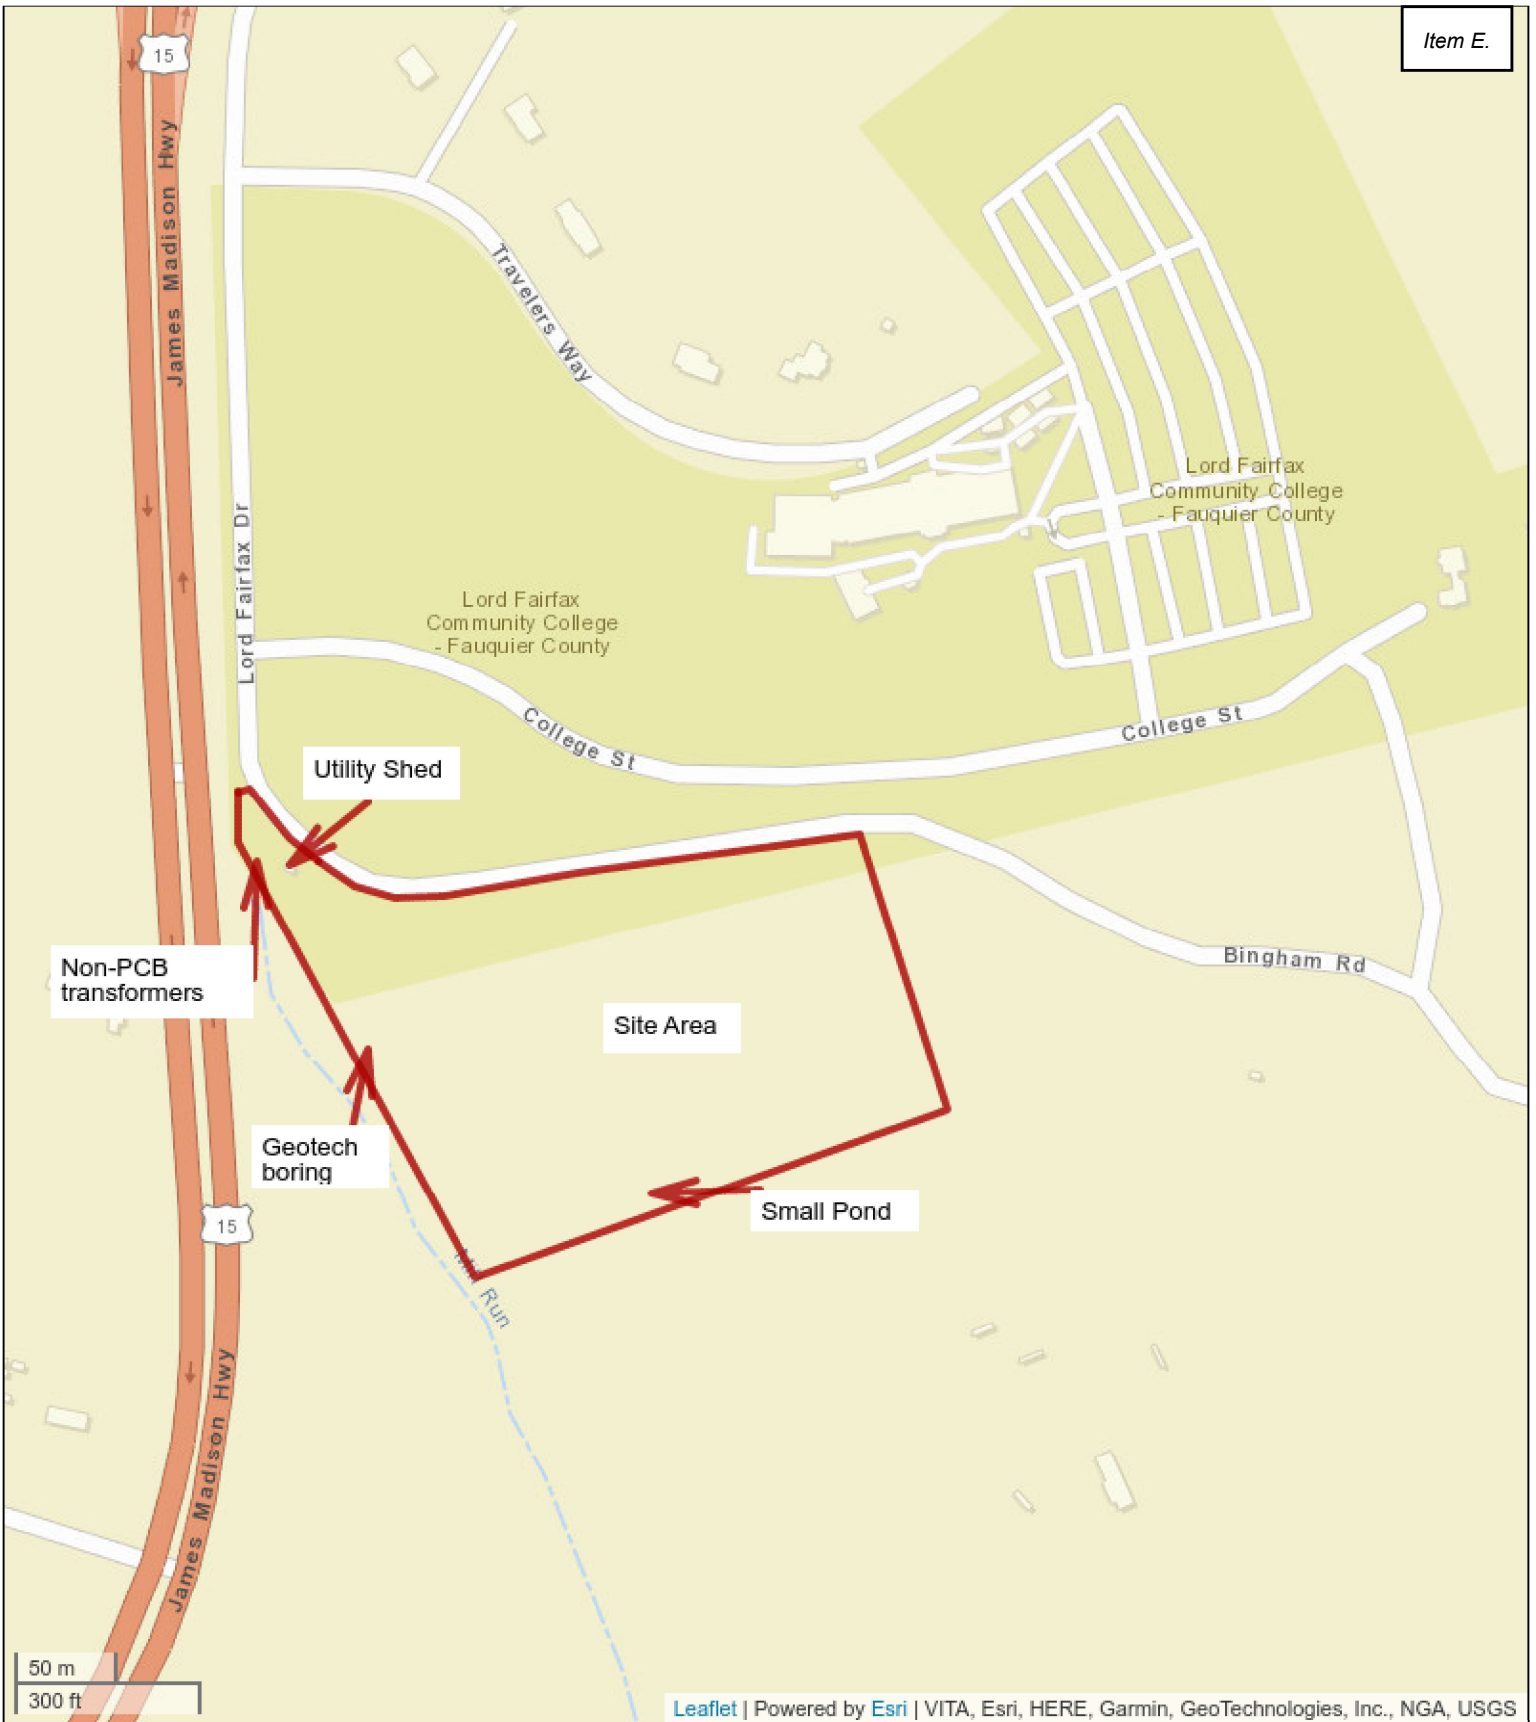 Item E.
15
James Madison Hwy
Travelers Way
Lord Fairfax
Community College
- Fauquier County
Lord Fairfax Dr
Lord Fairfax
Community College
- Fauquier County
College St
College St
Utility Shed
Non-PCB
transformers
Bingham Rd
Site Area
Geotech
boring
Small Pond
15
Run
James Madison Hwy
50 m
300 ft
Leaflet | Powered by Esri | VITA, Esri, HERE, Garmin, GeoTechnologies, Inc., NGA, USGS